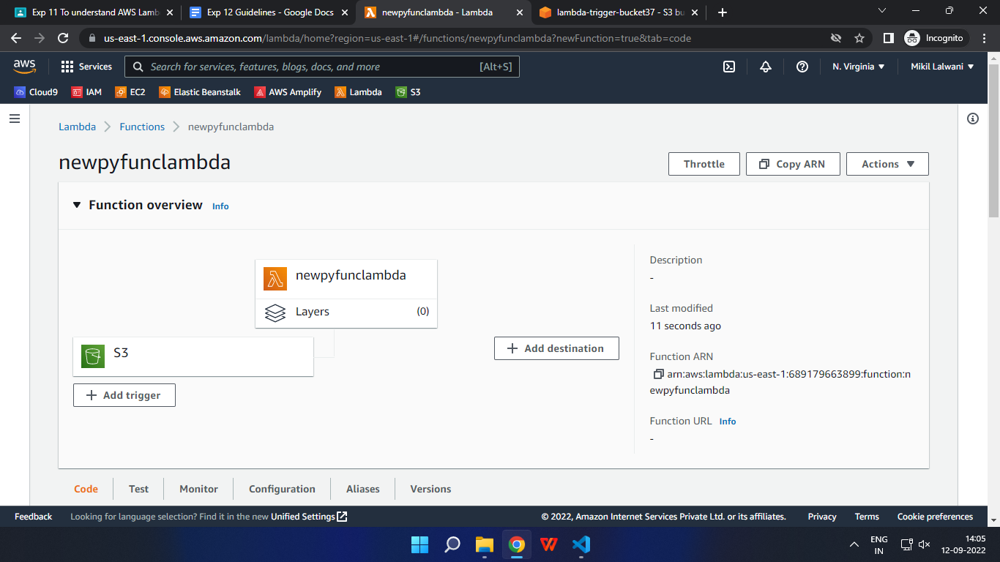 Exp 11 To understand AWS Lamb
Exp 12 Guidelines - Google Docs
newpyfunclambda - Lambda
lambda-trigger-bucket37 - S3 bu
us-east-1.console.aws.amazon.com/lambda/home?region=us-east-1#/functions/newpyfunclambda?newFunction=true&tab=code
Incognito
aws
Services
Search for services, features, blogs, docs, and more
[Alt+S]
N. Virginia
Mikil Lalwani
Cloud9
IAM
EC2
Elastic Beanstalk
AWS Amplify
Lambda
S3
Lambda
Functions
newpyfunclambda
newpyfunclambda
Throttle
Copy ARN
Actions
Function overview
Info
newpyfunclambda
Layers
(0)
S3
Add trigger
Add destination
Description
-
Last modified
11 seconds ago
Function ARN
arn:aws:lambda:us-east-1:689179663899:function:n
ewpyfunclambda
Function URL
Info
-
Code
Test
Monitor
Configuration
Aliases
Versions
Feedback
Looking for language selection? Find it in the new Unified Settings
© 2022, Amazon Internet Services Private Ltd. or its affiliates.
Privacy
Terms
Cookie preferences
ENG
IN
14:05
12-09-2022